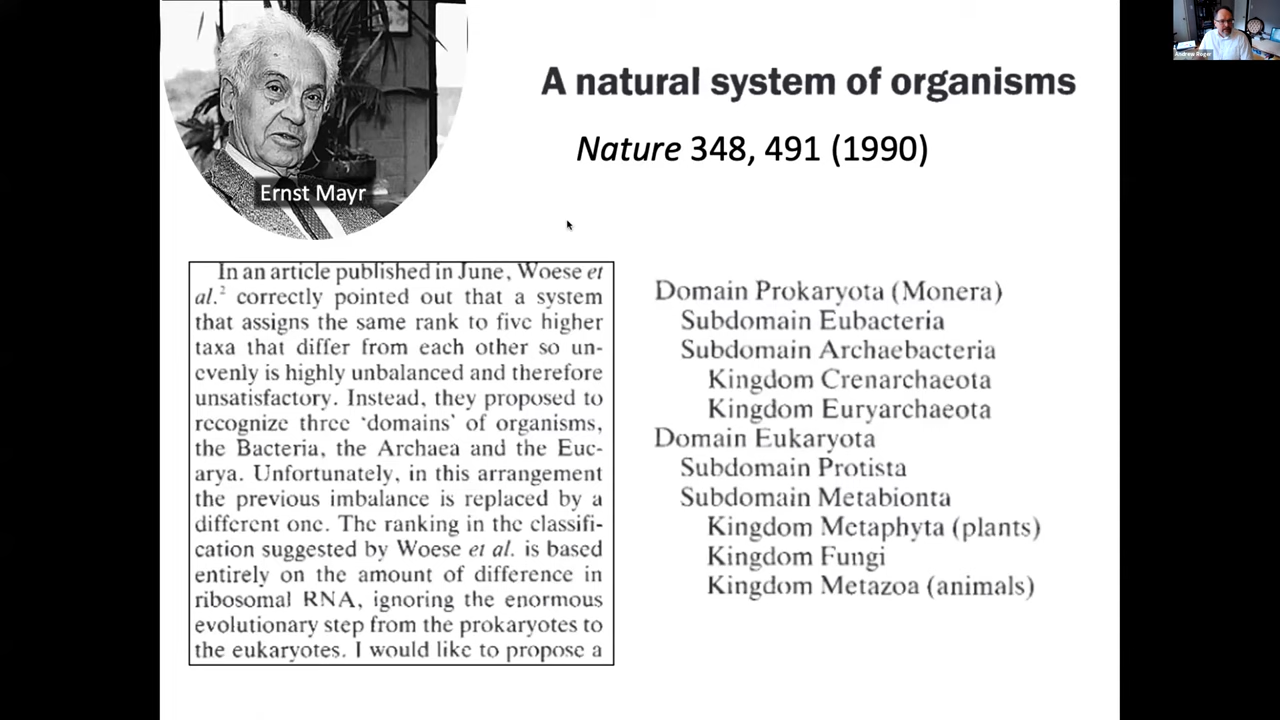 A natural system of organisms
Nature 348, 491 (1990)
Ernst Mayr
Andrew Roger
In an article published in June, Woese et
al.² correctly pointed out that a system
that assigns the same rank to five higher
taxa that differ from each other so un-
evenly is highly unbalanced and therefore
unsatisfactory. Instead, they proposed to
recognize three 'domains' of organisms,
the Bacteria, the Archaea and the Euc-
arya. Unfortunately, in this arrangement
the previous imbalance is replaced by a
different one. The ranking in the classifi-
cation suggested by Woese et al. is based
entirely on the amount of difference in
ribosomal RNA, ignoring the enormous
evolutionary step from the prokaryotes to
the eukaryotes. I would like to propose a
Domain Prokaryota (Monera)
Subdomain Eubacteria
Subdomain Archaebacteria
Kingdom Crenarchaeota
Kingdom Euryarchaeota
Domain Eukaryota
Subdomain Protista
Subdomain Metabionta
Kingdom Metaphyta (plants)
Kingdom Fungi
Kingdom Metazoa (animals)